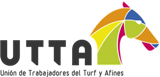 UTTA
Unión de Trabajadores del Turf y Afines